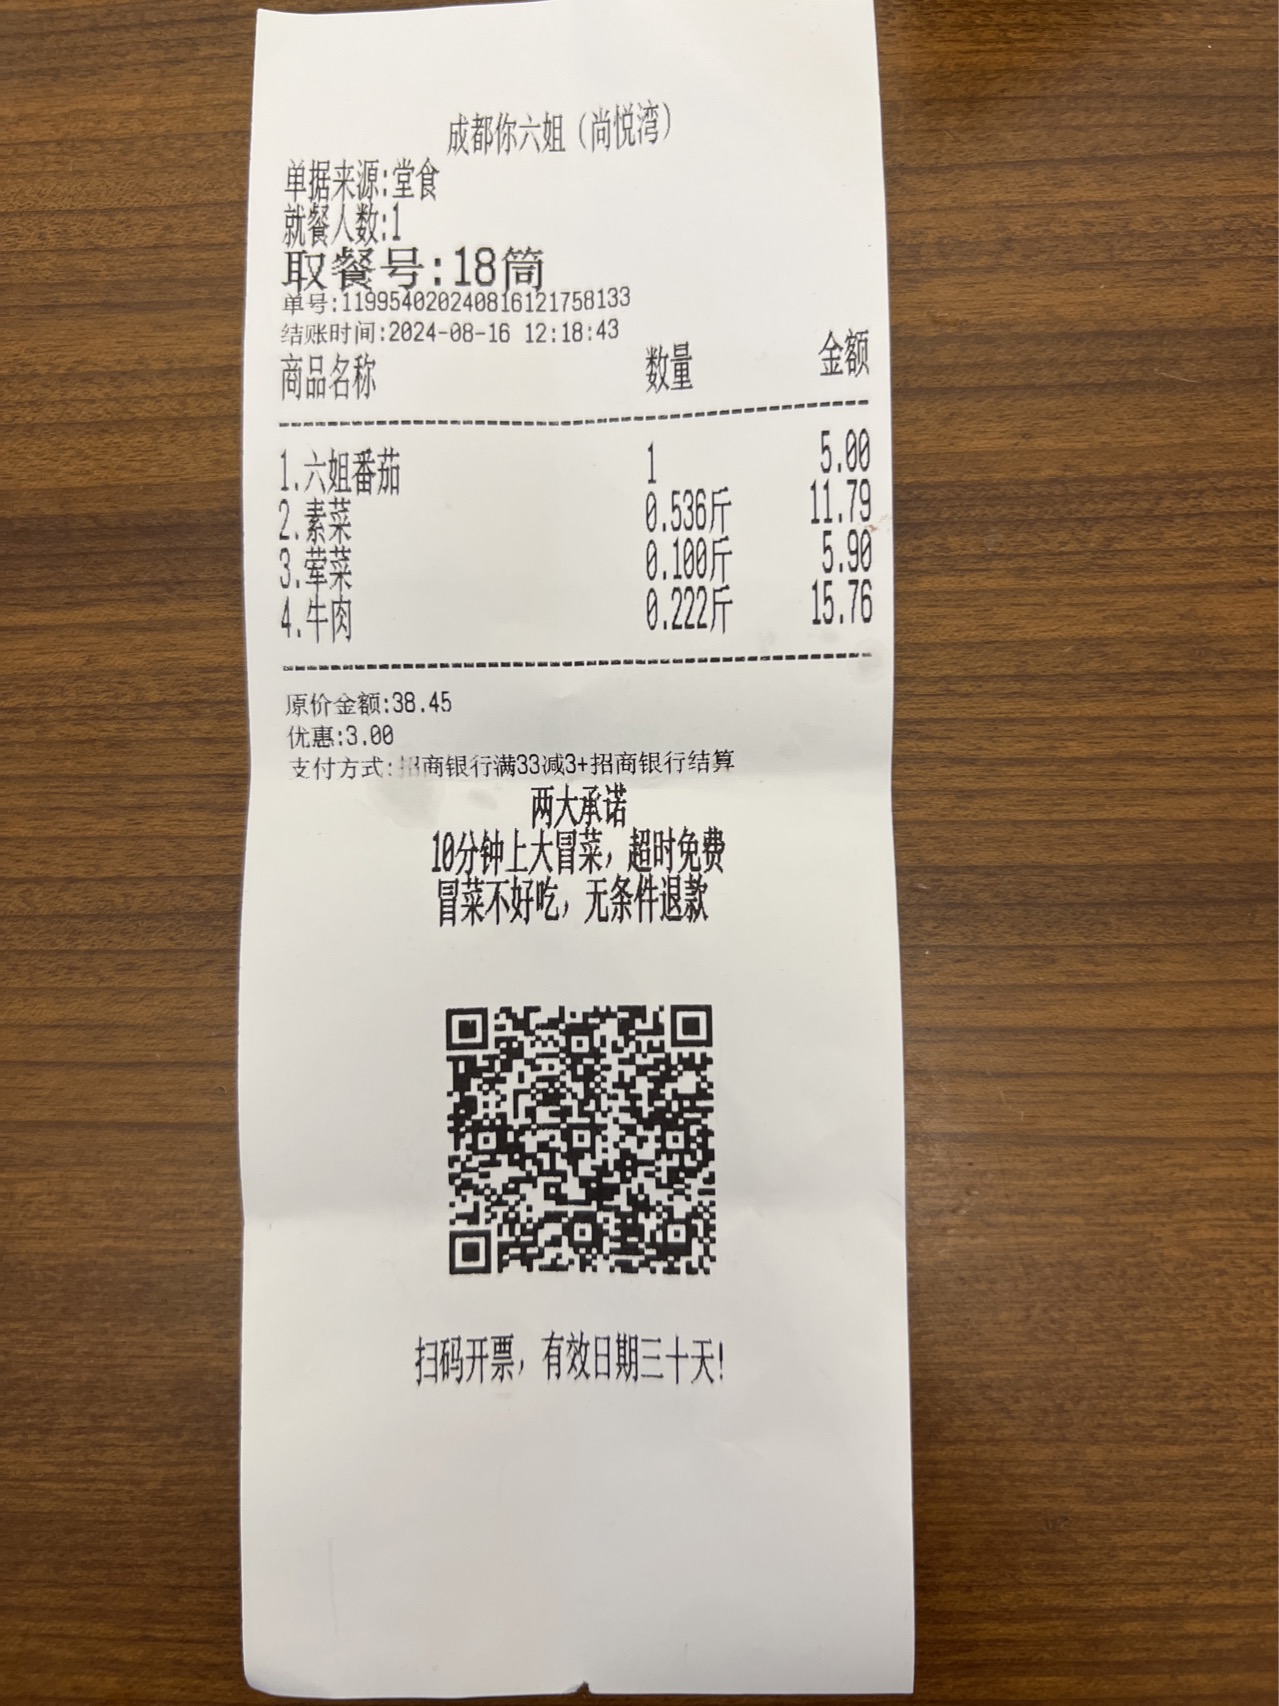 成都你六姐（尚悦湾）
单据来源:堂食
就餐人数:1
取餐号:18筒
单号:11995402024081612175813​3
结账时间:2024-08-16 12:18:43
商品名称 数量 金额
1.六姐番茄 1 5.00
2.素菜 0.536斤 11.79
3.荤菜 0.100斤 5.90
4.牛肉 0.222斤 15.76
原价金额:38.45
优惠:3.00
支付方式:招商银行满33减3+招商银行结算
两大承诺
10分钟上大冒菜，超时免费
冒菜不好吃，无条件退款
扫码开票，有效日期三十天!